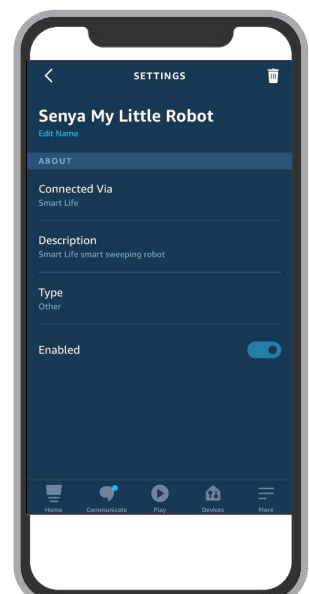 SETTINGS
Senya My Little Robot
Edit Name
ABOUT
Connected Via
Smart Life
Description
Smart Life smart sweeping robot
Type
Other
Enabled
Home Communicate Play Devices More